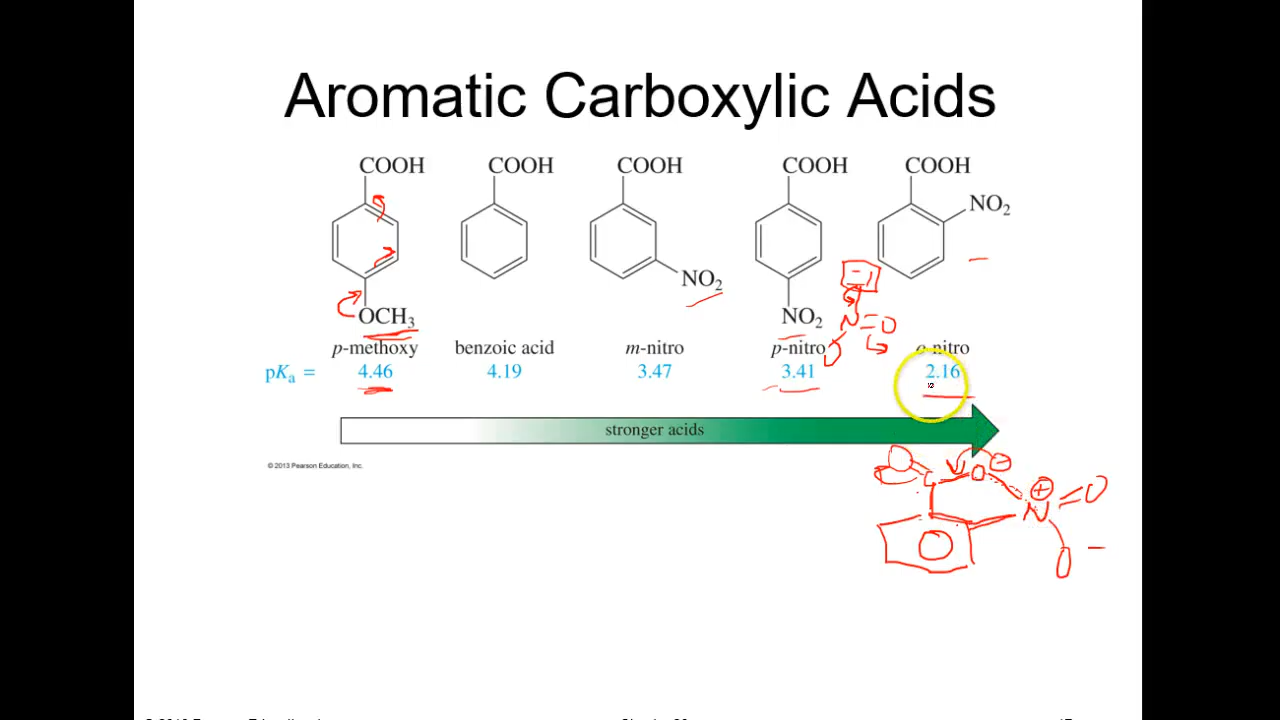 Aromatic Carboxylic Acids
COOH COOH COOH COOH COOH
NO₂
NO₂
OCH₃ NO₂
-1
N=O
O
p-methoxy benzoic acid m-nitro p-nitro o-nitro
pKₐ = 4.46 4.19 3.47 3.41 2.16
stronger acids
© 2013 Pearson Education, Inc.
C O −
+ N = O
O −